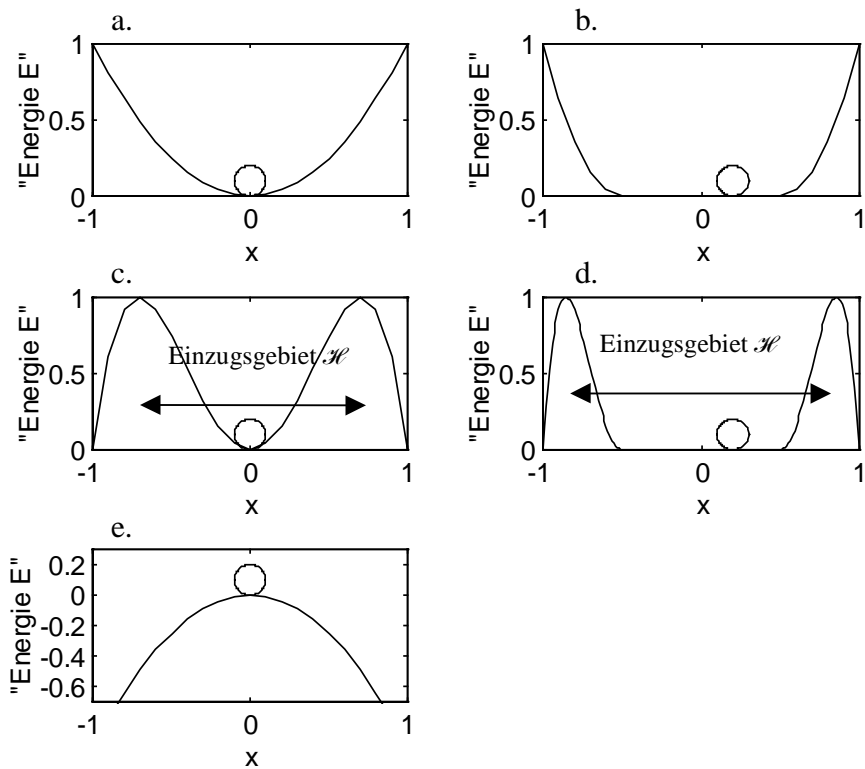 a.
1
0.5
0
"Energie E"
-1 0 1
x
b.
1
0.5
0
"Energie E"
-1 0 1
x
c.
1
0.5
0
"Energie E"
Einzugsgebiet ℋ
-1 0 1
x
d.
1
0.5
0
"Energie E"
Einzugsgebiet ℋ
-1 0 1
x
e.
0.2
0
-0.2
-0.4
-0.6
"Energie E"
-1 0 1
x